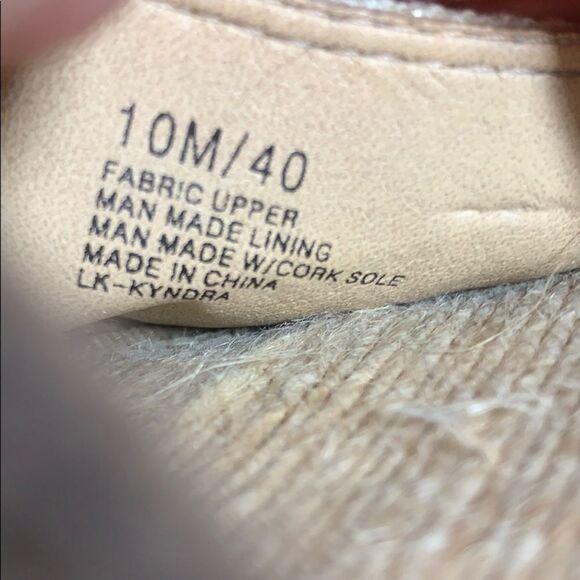 10M/40
FABRIC UPPER
MAN MADE LINING
MAN MADE W/CORK SOLE
MADE IN CHINA
LK-KYNDRA